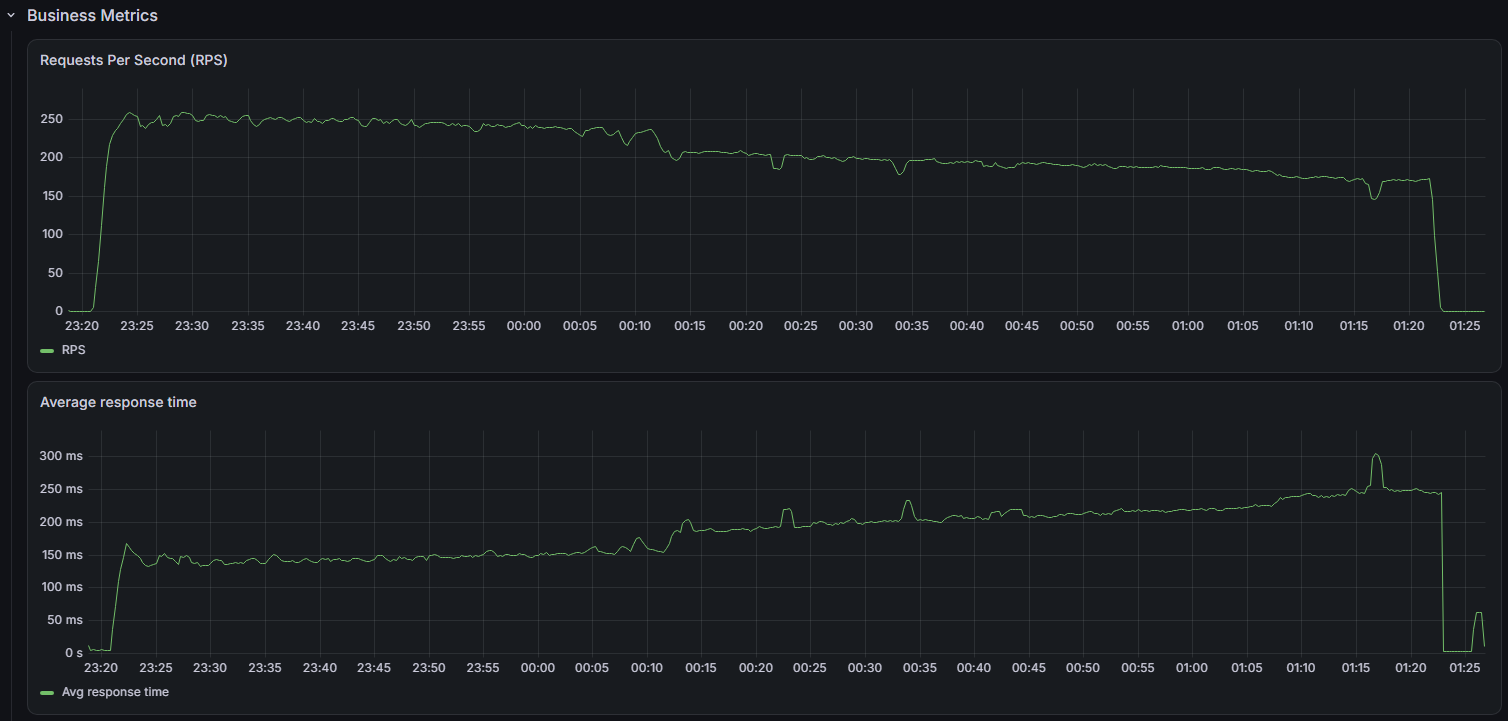 Business Metrics
Requests Per Second (RPS)
250
200
150
100
50
0
23:20 23:25 23:30 23:35 23:40 23:45 23:50 23:55 00:00 00:05 00:10 00:15 00:20 00:25 00:30 00:35 00:40 00:45 00:50 00:55 01:00 01:05 01:10 01:15 01:20 01:25
RPS
Average response time
300 ms
250 ms
200 ms
150 ms
100 ms
50 ms
0 s
23:20 23:25 23:30 23:35 23:40 23:45 23:50 23:55 00:00 00:05 00:10 00:15 00:20 00:25 00:30 00:35 00:40 00:45 00:50 00:55 01:00 01:05 01:10 01:15 01:20 01:25
Avg response time